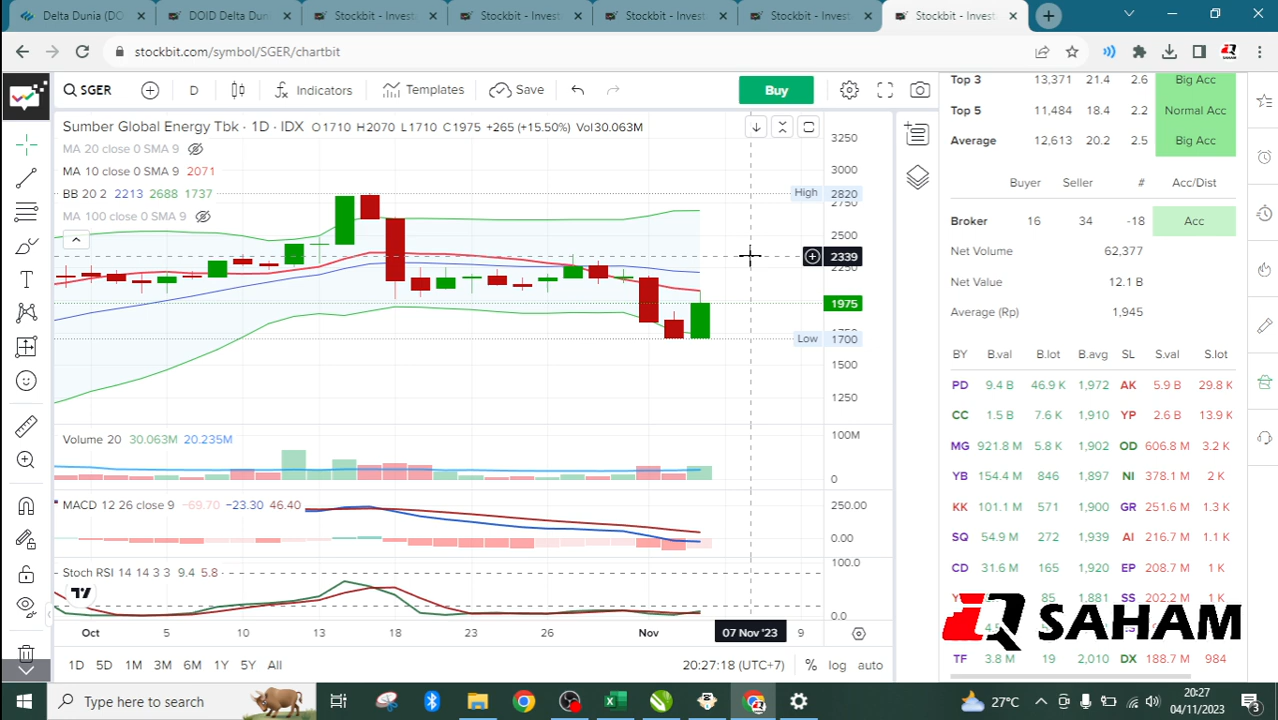 Delta Dunia (DO
DOID Delta Duni
Stockbit - Invest
Stockbit - Invest
Stockbit - Invest
Stockbit - Invest
Stockbit - Invest
stockbit.com/symbol/SGER/chartbit
SGER D Indicators Templates Save Buy
Sumber Global Energy Tbk · 1D · IDX O1710 H2070 L1710 C1975 +265 (+15.50%) Vol30.063M
MA 20 close 0 SMA 9
MA 10 close 0 SMA 9 2071
BB 20 2 2213 2688 1737
MA 100 close 0 SMA 9
3250
3000
High 2820
2750
2500
2339
2250
1975
1750
Low 1700
1500
1250
Volume 20 30.063M 20.235M
100M
0
MACD 12 26 close 9 −69.70 −23.30 46.40
250.00
0.00
Stoch RSI 14 14 3 3 9.4 5.8
100.0
0.0
Oct 5 10 13 18 23 26 Nov 07 Nov '23 9
1D 5D 1M 3M 6M 1Y 5Y All 20:27:18 (UTC+7) % log auto
Top 3 13,371 21.4 2.6 Big Acc
Top 5 11,484 18.4 2.2 Normal Acc
Average 12,613 20.2 2.5 Big Acc
Buyer Seller # Acc/Dist
Broker 16 34 -18 Acc
Net Volume 62,377
Net Value 12.1 B
Average (Rp) 1,945
BY B.val B.lot B.avg SL S.val S.lot
PD 9.4 B 46.9 K 1,972 AK 5.9 B 29.8 K
CC 1.5 B 7.6 K 1,910 YP 2.6 B 13.9 K
MG 921.8 M 5.8 K 1,902 OD 606.8 M 3.2 K
YB 154.4 M 846 1,897 NI 378.1 M 2 K
KK 101.1 M 571 1,900 GR 251.6 M 1.3 K
SQ 54.9 M 272 1,939 AI 216.7 M 1.1 K
CD 31.6 M 165 1,920 EP 208.7 M 1 K
85 1,881 SS 202.2 M 1 K
IQ SAHAM
TF 3.8 M 19 2,010 DX 188.7 M 984
Type here to search
27°C
20:27
04/11/2023
3